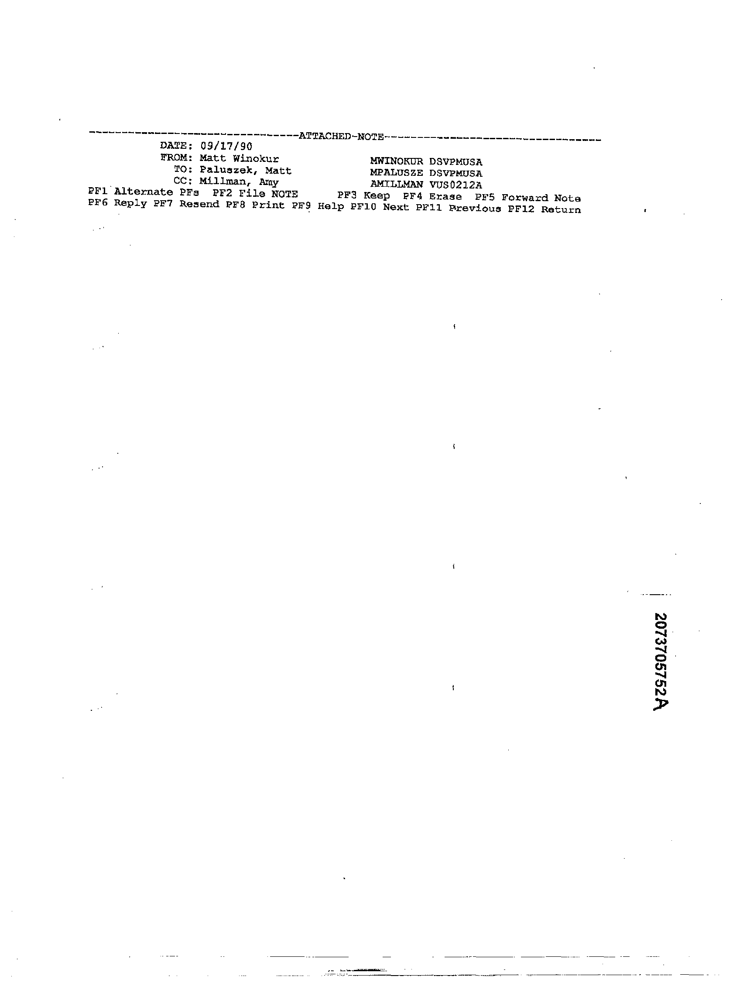 ---------------------------------ATTACHED-NOTE---------------------------------
DATE: 09/17/90
FROM: Matt Winokur MWINOKUR DSVPMUSA
TO: Paluszek, Matt MPALUSZE DSVPMUSA
CC: Millman, Amy AMILLMAN VUS0212A
PF1 Alternate PFs PF2 File NOTE PF3 Keep PF4 Erase PF5 Forward Note
PF6 Reply PF7 Resend PF8 Print PF9 Help PF10 Next PF11 Previous PF12 Return
2073705752A